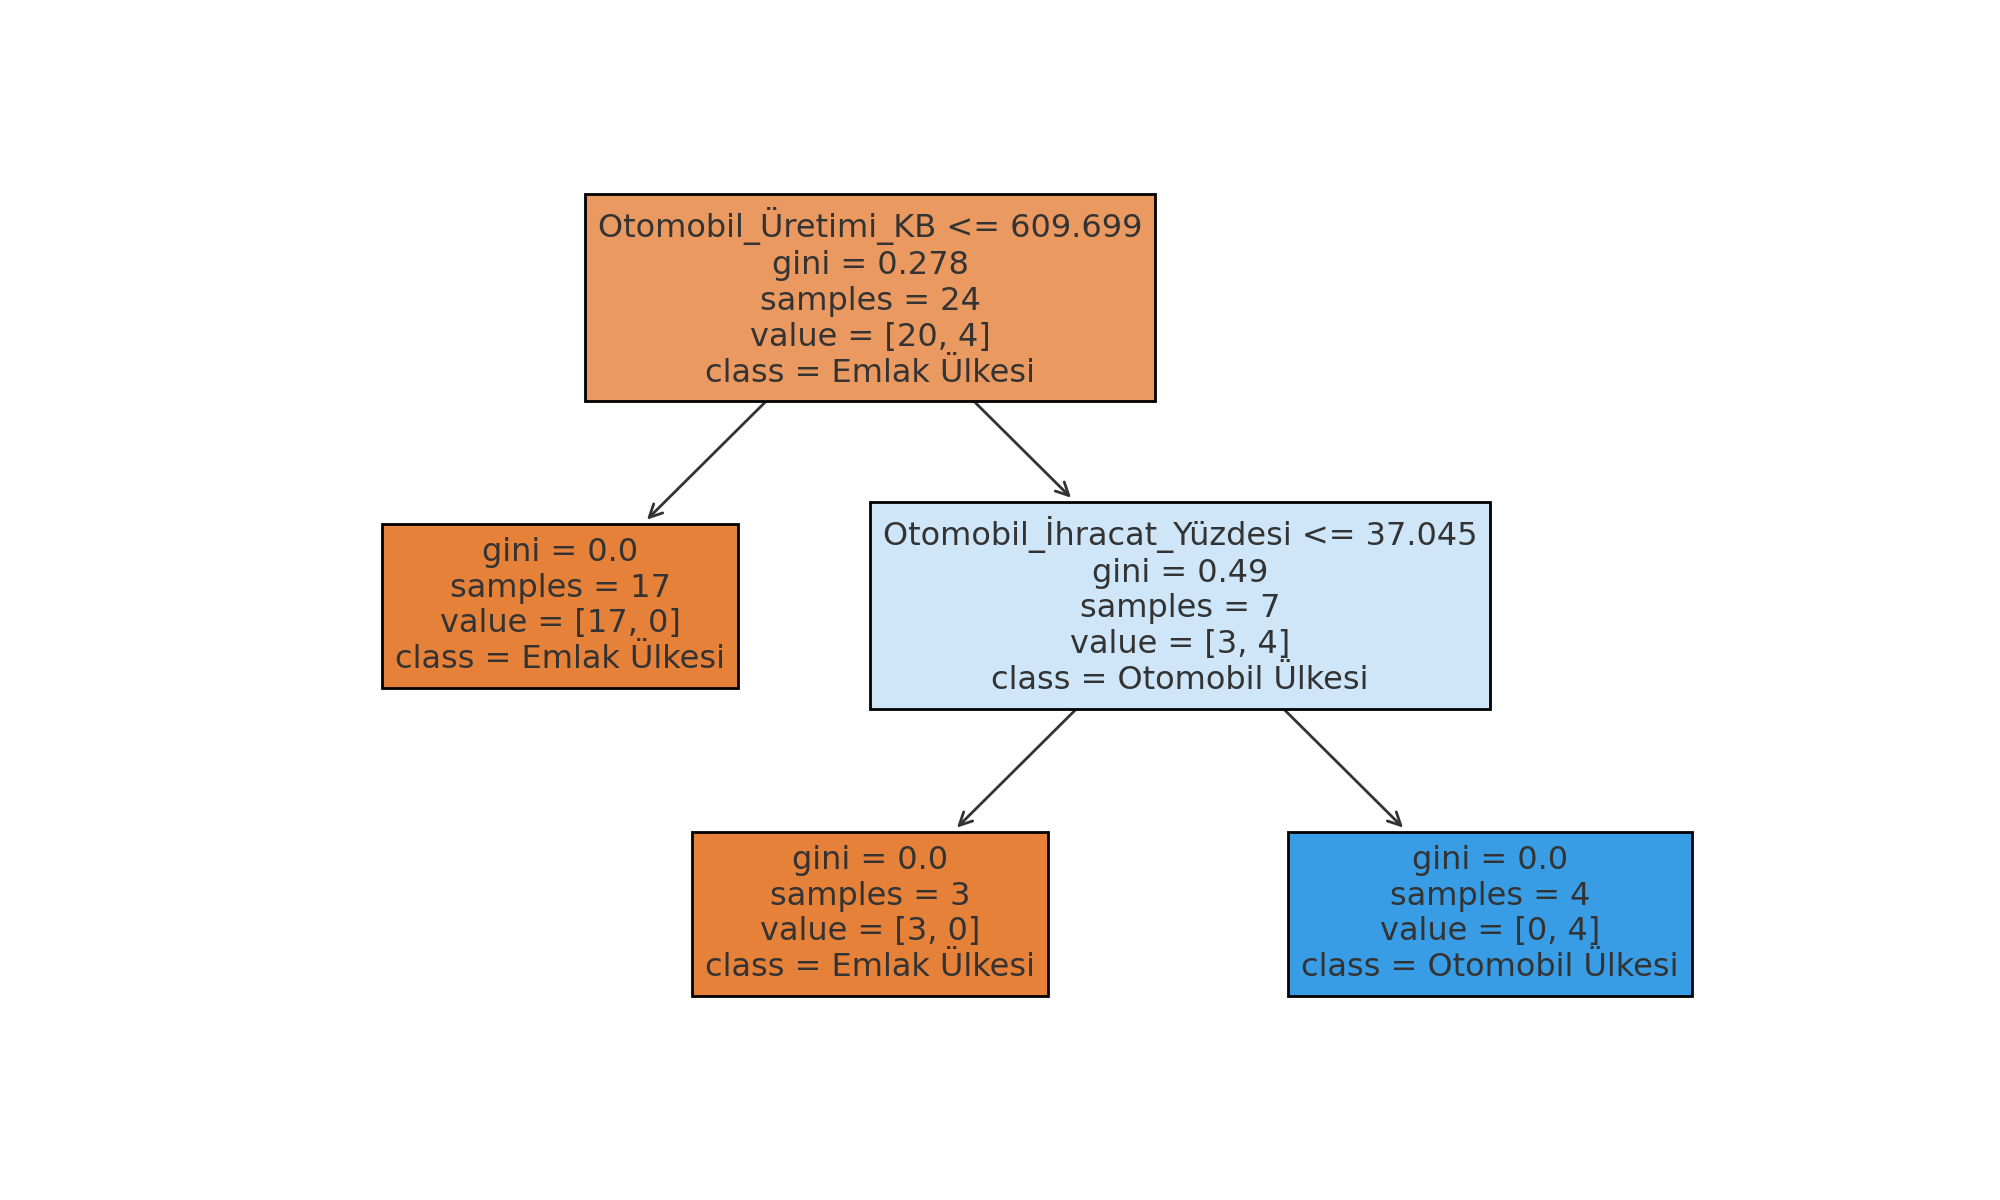 Otomobil_Üretimi_KB <= 609.699
gini = 0.278
samples = 24
value = [20, 4]
class = Emlak Ülkesi
gini = 0.0
samples = 17
value = [17, 0]
class = Emlak Ülkesi
Otomobil_İhracat_Yüzdesi <= 37.045
gini = 0.49
samples = 7
value = [3, 4]
class = Otomobil Ülkesi
gini = 0.0
samples = 3
value = [3, 0]
class = Emlak Ülkesi
gini = 0.0
samples = 4
value = [0, 4]
class = Otomobil Ülkesi